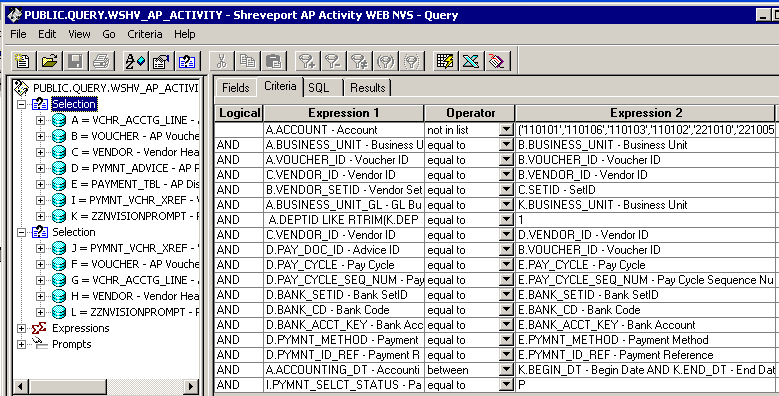 PUBLIC.QUERY.WSHV_AP_ACTIVITY - Shreveport AP Activity WEB NVS - Query
File Edit View Go Criteria Help
PUBLIC.QUERY.WSHV_AP_ACTIVI
Selection
A = VCHR_ACCTG_LINE -
B = VOUCHER - AP Vouche
C = VENDOR - Vendor Hea
D = PYMNT_ADVICE - AP F
E = PAYMENT_TBL - AP Dis
I = PYMNT_VCHR_XREF -
K = ZZNVISIONPROMPT - F
Selection
J = PYMNT_VCHR_XREF - '
F = VOUCHER - AP Vouche
G = VCHR_ACCTG_LINE -
H = VENDOR - Vendor Hea
L = ZZNVISIONPROMPT - F
Expressions
Prompts
Fields Criteria SQL Results
Logical Expression 1 Operator Expression 2
A.ACCOUNT - Account not in list ('110101','110106','110103','110102','221010','221005
AND A.BUSINESS_UNIT - Business U equal to B.BUSINESS_UNIT - Business Unit
AND A.VOUCHER_ID - Voucher ID equal to B.VOUCHER_ID - Voucher ID
AND C.VENDOR_ID - Vendor ID equal to B.VENDOR_ID - Vendor ID
AND B.VENDOR_SETID - Vendor Set equal to C.SETID - SetID
AND A.BUSINESS_UNIT_GL - GL Bu equal to K.BUSINESS_UNIT - Business Unit
AND A.DEPTID LIKE RTRIM(K.DEP equal to 1
AND C.VENDOR_ID - Vendor ID equal to D.VENDOR_ID - Vendor ID
AND D.PAY_DOC_ID - Advice ID equal to B.VOUCHER_ID - Voucher ID
AND D.PAY_CYCLE - Pay Cycle equal to E.PAY_CYCLE - Pay Cycle
AND D.PAY_CYCLE_SEQ_NUM - Pay equal to E.PAY_CYCLE_SEQ_NUM - Pay Cycle Sequence Nu
AND D.BANK_SETID - Bank SetID equal to E.BANK_SETID - Bank SetID
AND D.BANK_CD - Bank Code equal to E.BANK_CD - Bank Code
AND D.BANK_ACCT_KEY - Bank Acc equal to E.BANK_ACCT_KEY - Bank Account
AND D.PYMNT_METHOD - Payment equal to E.PYMNT_METHOD - Payment Method
AND D.PYMNT_ID_REF - Payment R equal to E.PYMNT_ID_REF - Payment Reference
AND A.ACCOUNTING_DT - Accounti between K.BEGIN_DT - Begin Date AND K.END_DT - End Dat
AND I.PYMNT_SELCT_STATUS - Pa equal to P